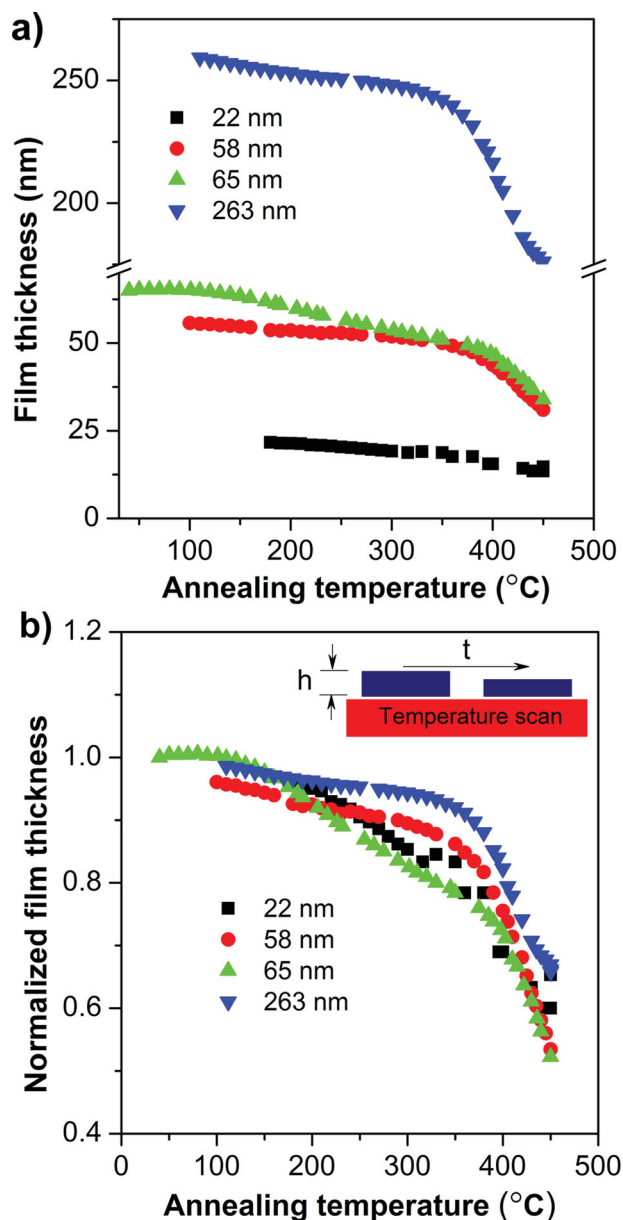 a)
Film thickness (nm)
250
200
50
25
0
22 nm
58 nm
65 nm
263 nm
100 200 300 400 500
Annealing temperature (°C)
b)
Normalized film thickness
1.2
1.0
0.8
0.6
0.4
t
h
Temperature scan
22 nm
58 nm
65 nm
263 nm
0 100 200 300 400 500
Annealing temperature (°C)